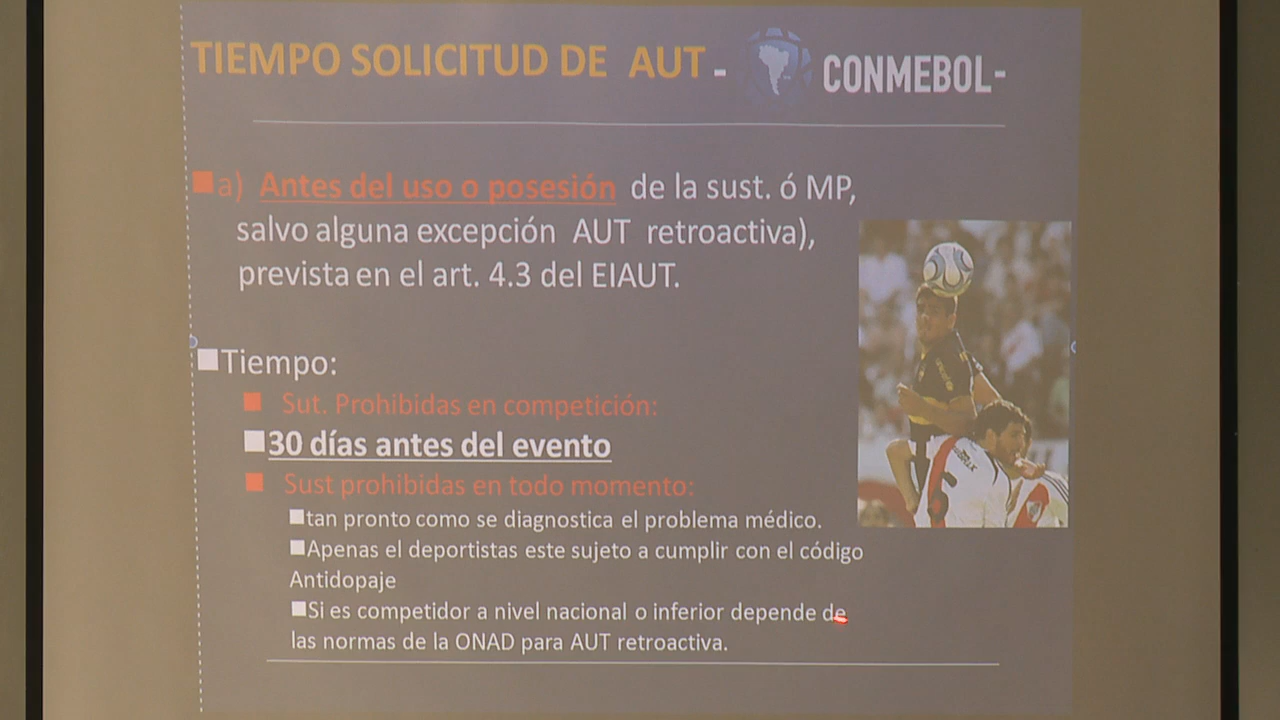 TIEMPO SOLICITUD DE AUT - CONMEBOL-
a) Antes del uso o posesión de la sust. ó MP,
salvo alguna excepción AUT retroactiva),
prevista en el art. 4.3 del EIAUT.
Tiempo:
Sut. Prohibidas en competición:
30 días antes del evento
Sust prohibidas en todo momento:
tan pronto como se diagnostica el problema médico.
Apenas el deportistas este sujeto a cumplir con el código
Antidopaje
Si es competidor a nivel nacional o inferior depende de
las normas de la ONAD para AUT retroactiva.